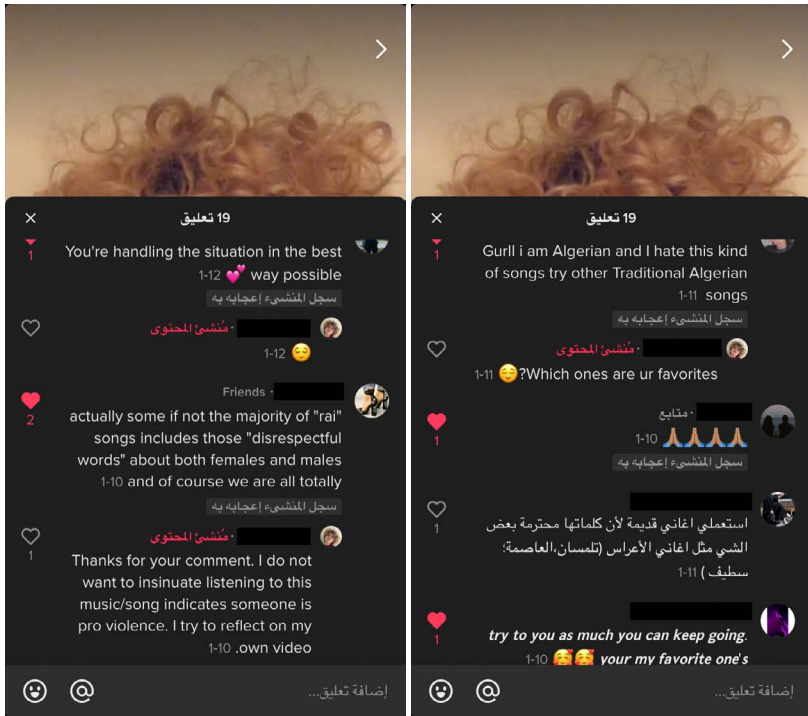 19 تعليق
1
You're handling the situation in the best
way possible 💕 1-12
سجل المنشىء إعجابه به
· مُنشئ المحتوى
😌 1-12
Friends ·
2
actually some if not the majority of "rai"
songs includes those "disrespectful
words" about both females and males
and of course we are all totally 1-10
سجل المنشىء إعجابه به
· مُنشئ المحتوى
1
Thanks for your comment. I do not
want to insinuate listening to this
music/song indicates someone is
pro violence. I try to reflect on my
own video. 1-10
إضافة تعليق...
19 تعليق
1
Gurll i am Algerian and I hate this kind
of songs try other Traditional Algerian
songs 1-11
سجل المنشىء إعجابه به
· مُنشئ المحتوى
Which ones are ur favorites?😌 1-11
· متابع
1
🙏🏽🙏🏽🙏🏽🙏🏽 1-10
سجل المنشىء إعجابه به
1
استعملي اغاني قديمة لأن كلماتها محترمة بعض
الشي مثل اغاني الأعراس (تلمسان،العاصمة؛
سطيف ) 1-11
1
try to you as much you can keep going.
your my favorite one's 🥰🥰 1-10
إضافة تعليق...